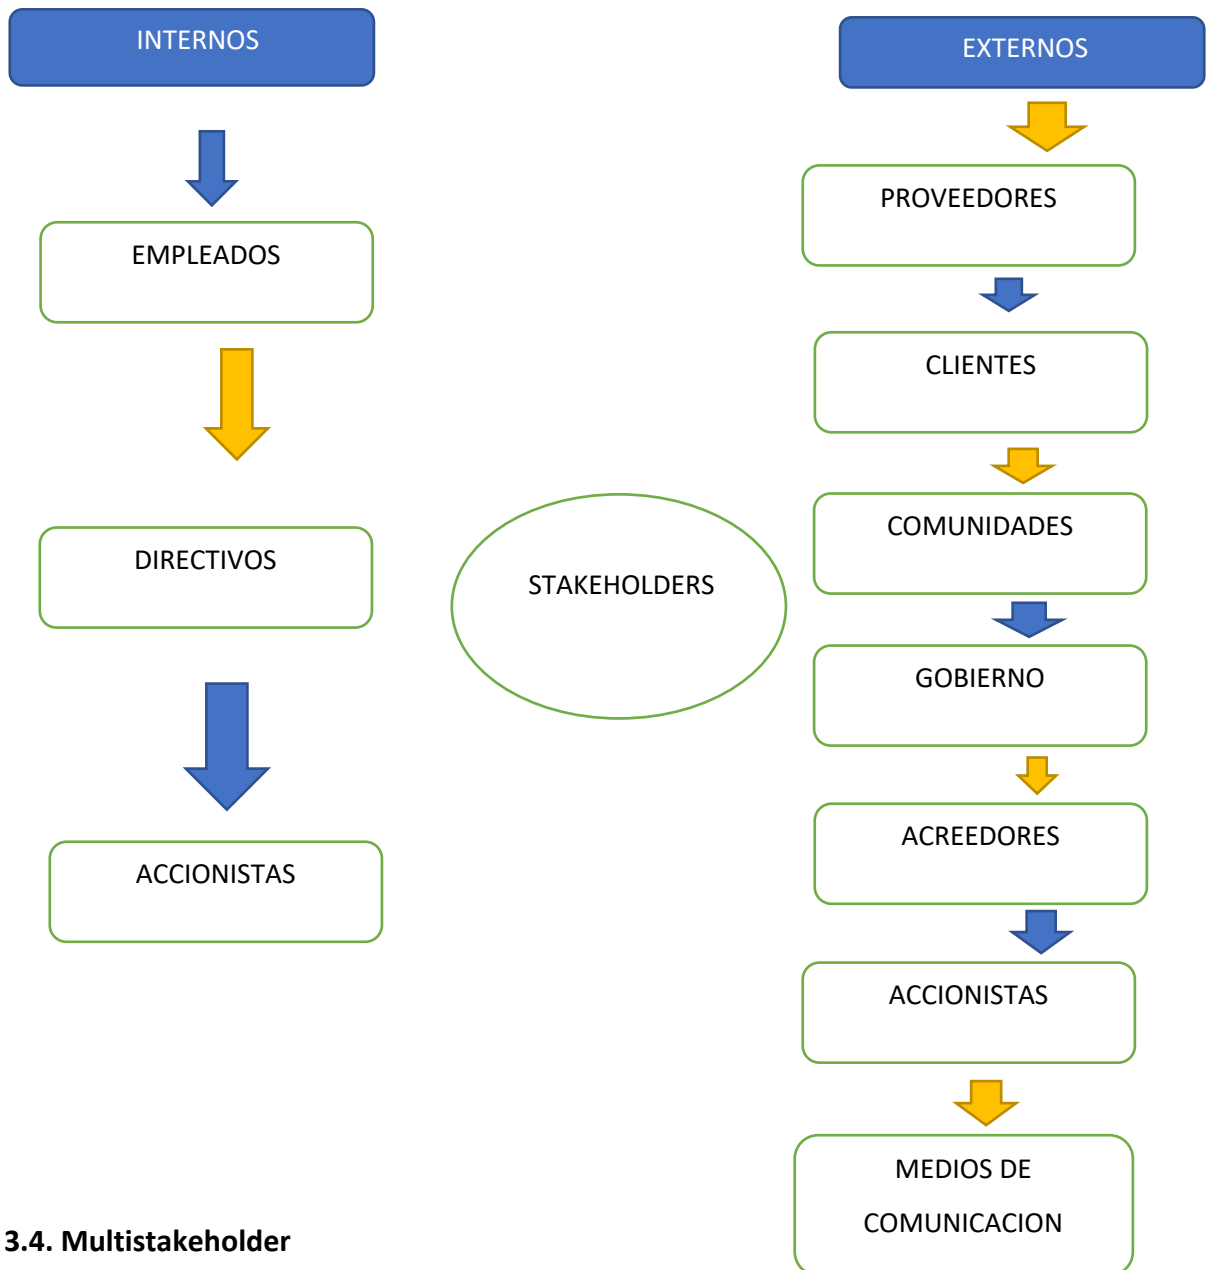 INTERNOS
EMPLEADOS
DIRECTIVOS
ACCIONISTAS
STAKEHOLDERS
EXTERNOS
PROVEEDORES
CLIENTES
COMUNIDADES
GOBIERNO
ACREEDORES
ACCIONISTAS
MEDIOS DE
COMUNICACION
3.4. Multistakeholder